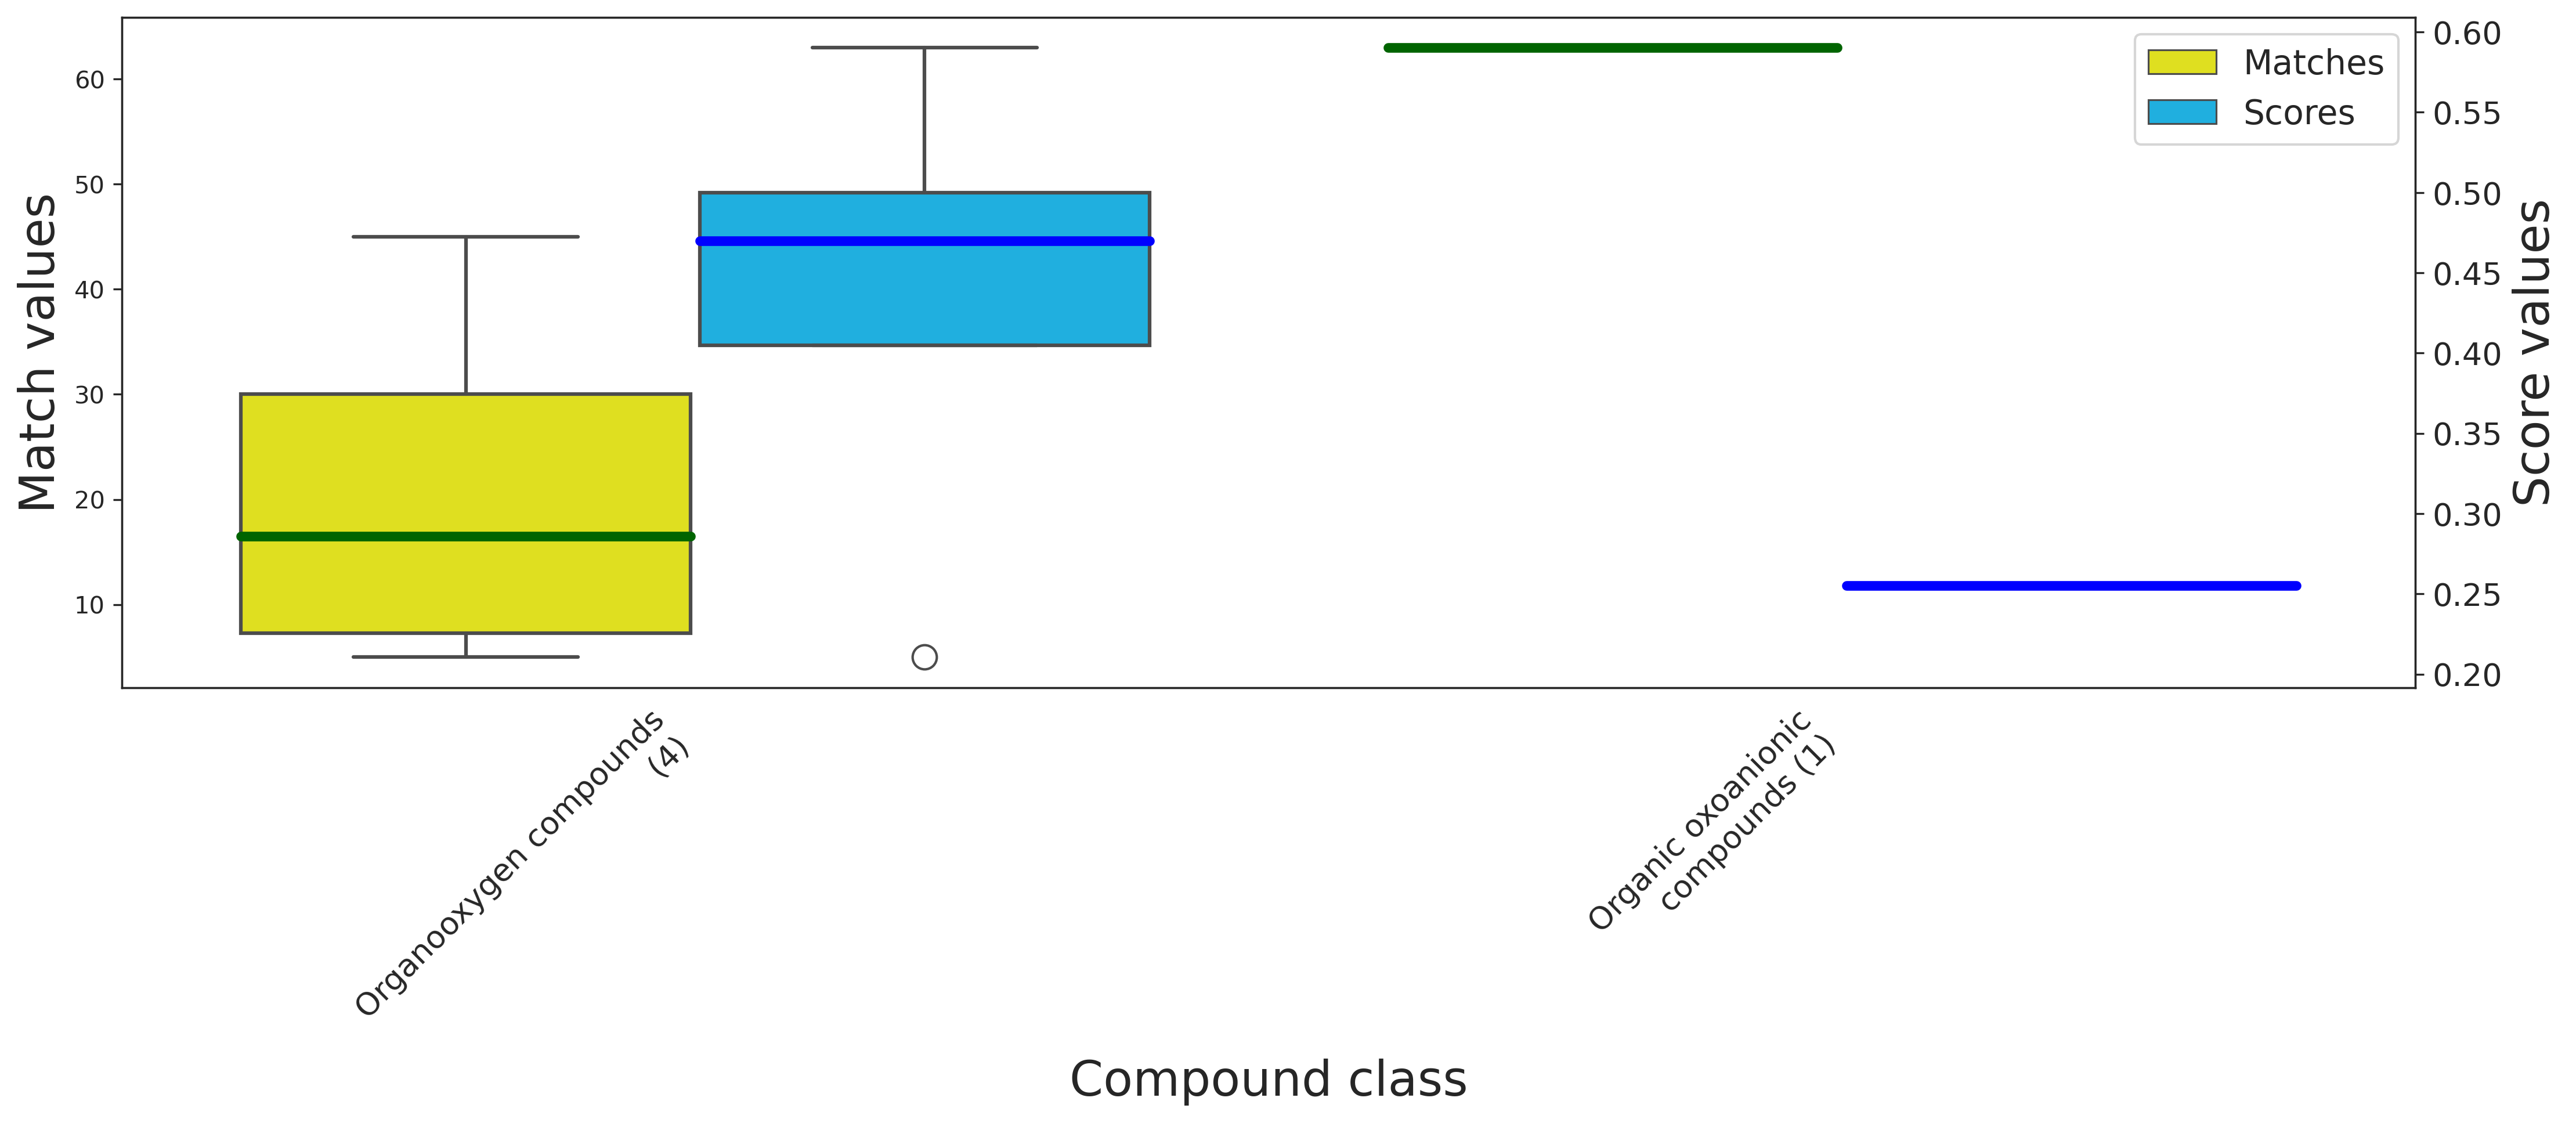 Match values
60
50
40
30
20
10
Matches
Scores
0.60
0.55
0.50
0.45
0.40
0.35
0.30
0.25
0.20
Score values
Organooxygen compounds
(4)
Organic oxoanionic
compounds (1)
Compound class